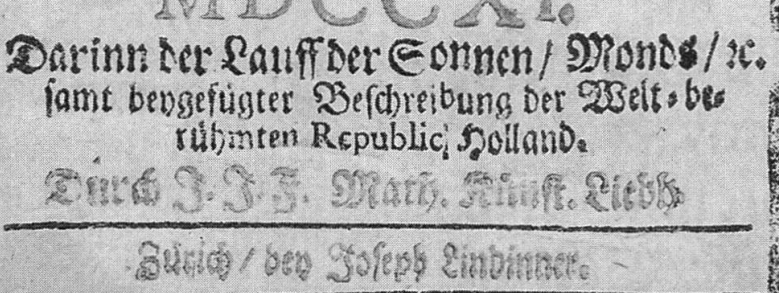 MDCCXI.
Darinn der Lauff der Sonnen / Monds / ꝛc.
samt beygefügter Beschreibung der Welt-be-
rühmten Republic, Holland.
Durch J. J. F. Math. Kunst. Liebh.
Zürich / bey Joseph Lindinner.